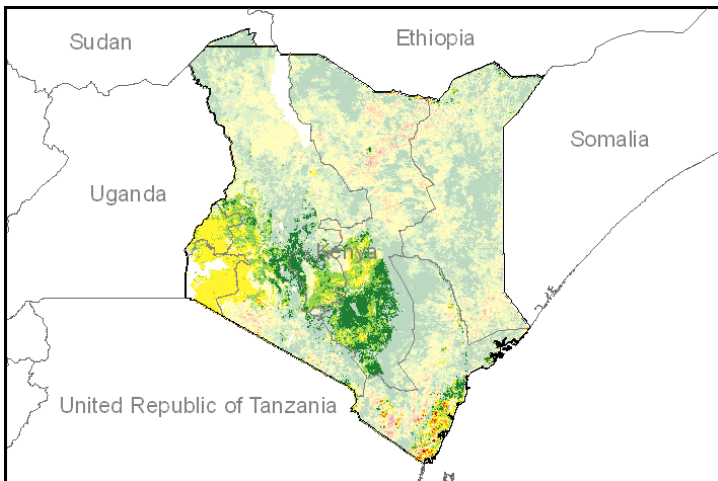 Sudan
Ethiopia
Somalia
Uganda
Kenya
United Republic of Tanzania